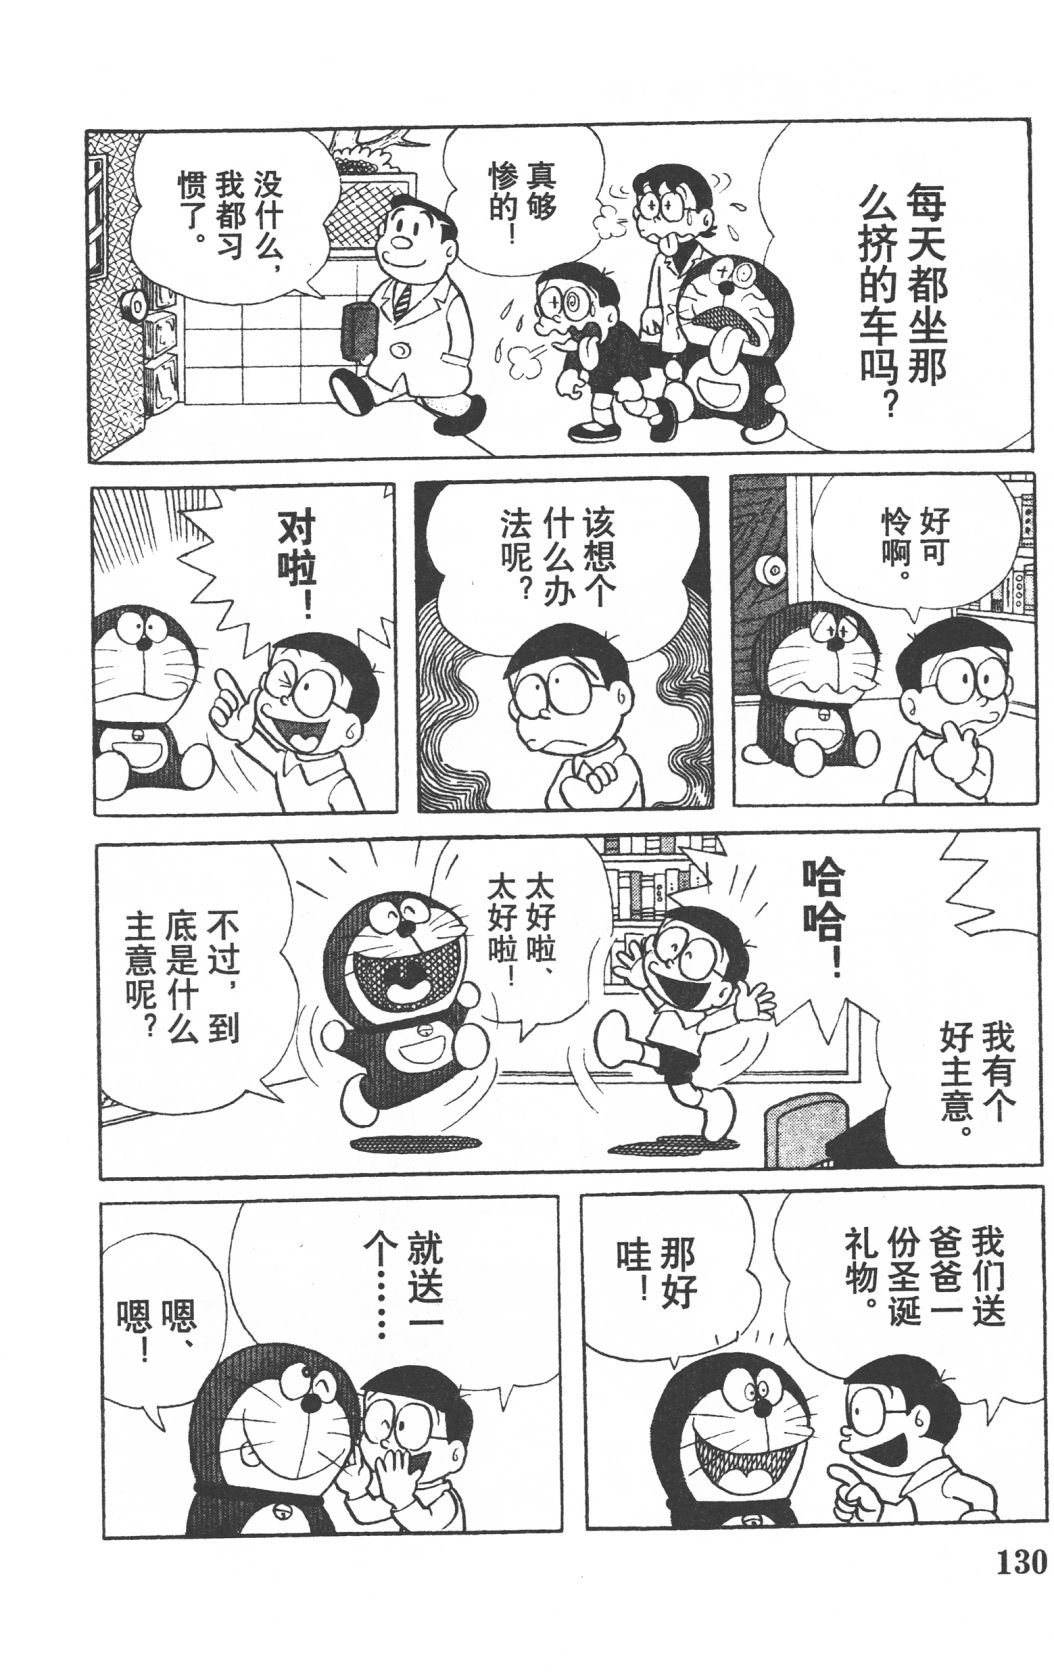 每天都坐那
么挤的车吗？
真够
惨的！
没什么，
我都习
惯了。
好可
怜啊。
该想个
什么办
法呢？
对啦！
哈
哈！
我有个
好主意。
太好啦、
太好啦！
不过，到
底是什么
主意呢？
我们送
爸爸一
份圣诞
礼物。
那好
哇！
就送一
个……
嗯、
嗯！
130